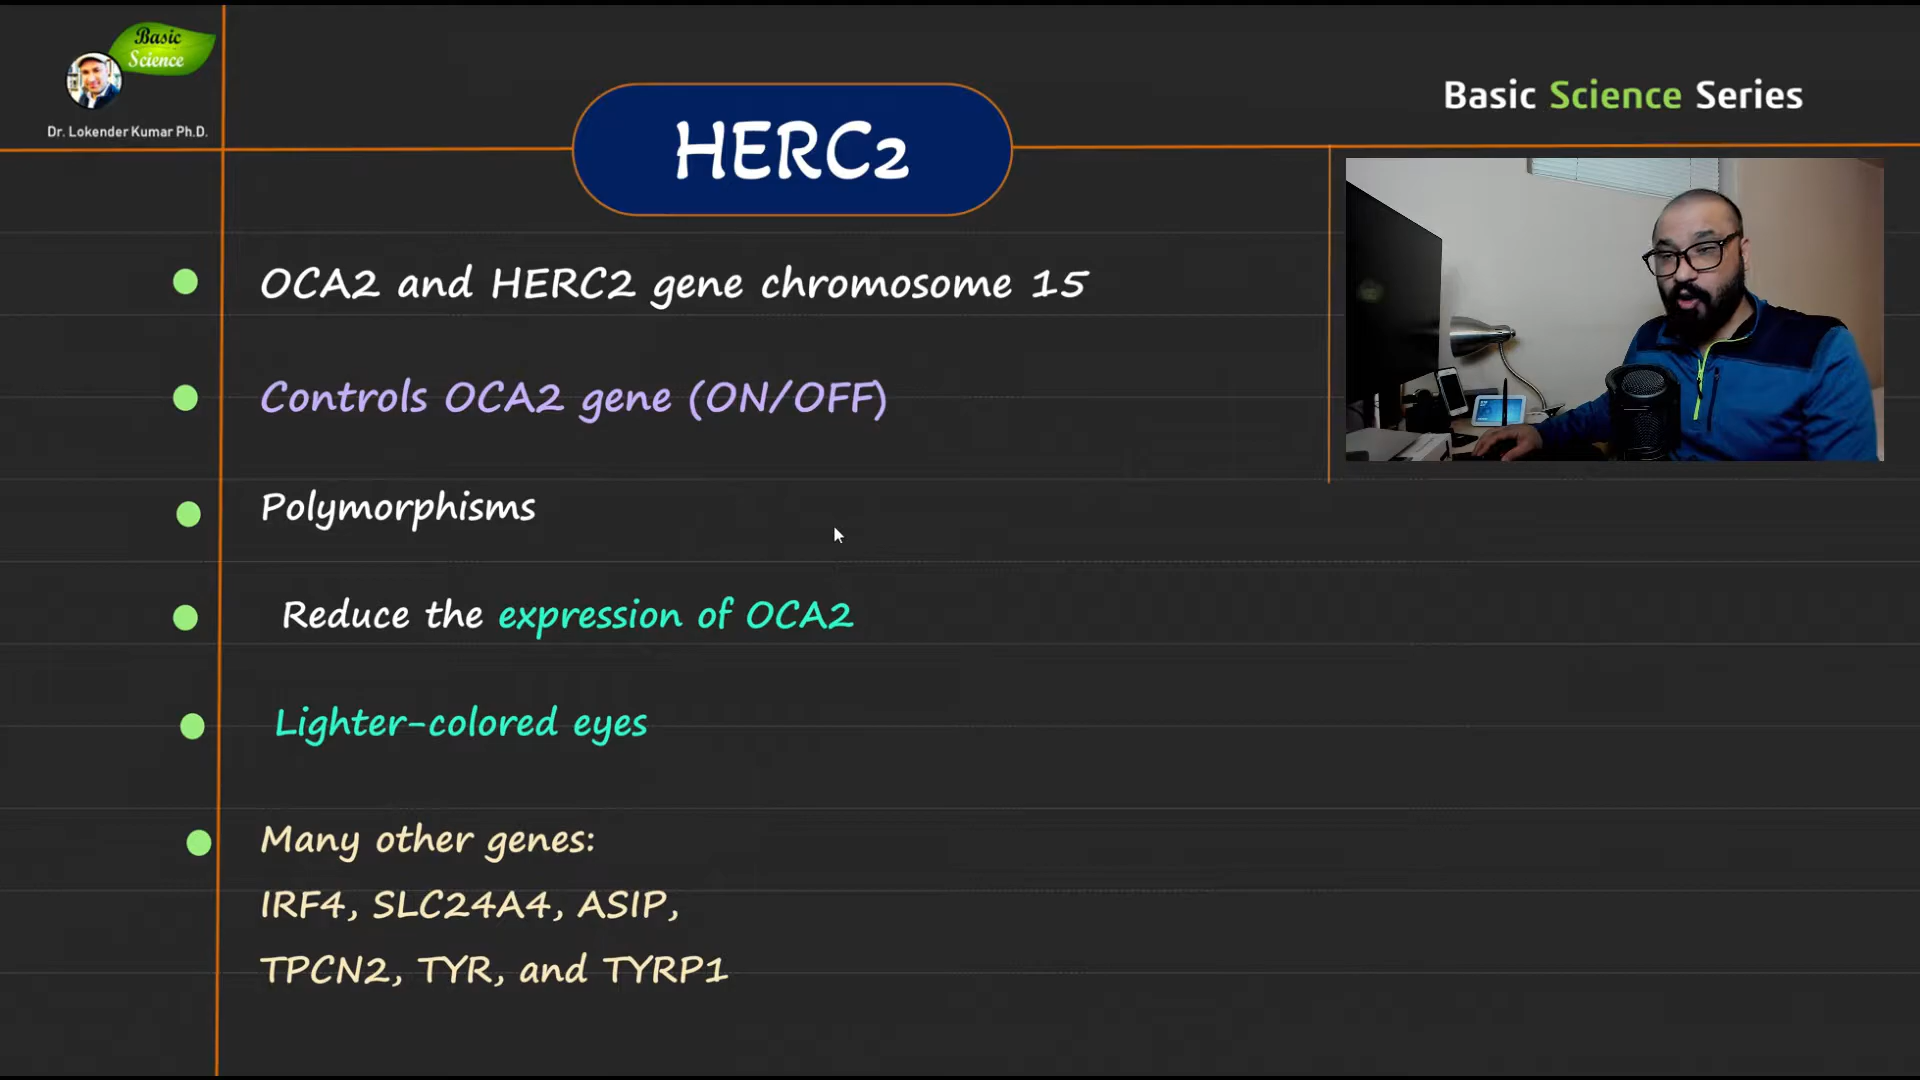 Basic
Science
Dr. Lokender Kumar Ph.D.
Basic Science Series
HERC2
OCA2 and HERC2 gene chromosome 15
Controls OCA2 gene (ON/OFF)
Polymorphisms
Reduce the expression of OCA2
Lighter-colored eyes
Many other genes:
IRF4, SLC24A4, ASIP,
TPCN2, TYR, and TYRP1